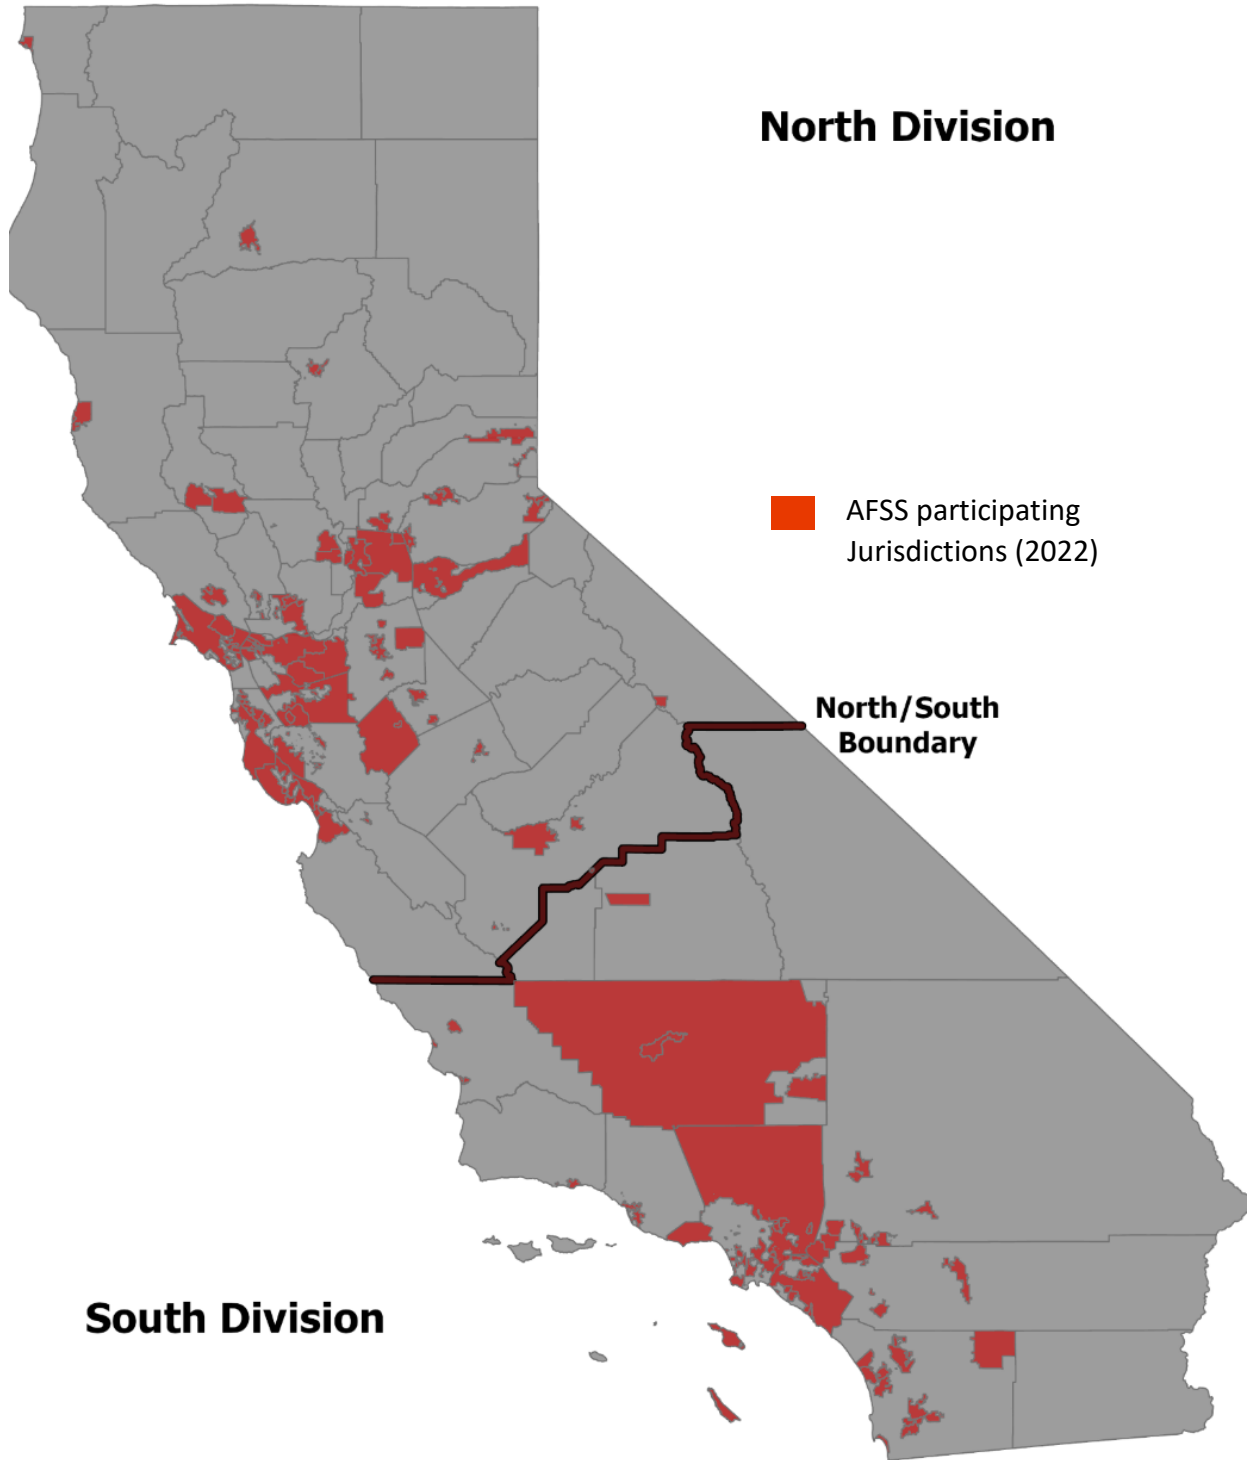 North Division
AFSS participating
Jurisdictions (2022)
North/South
Boundary
South Division